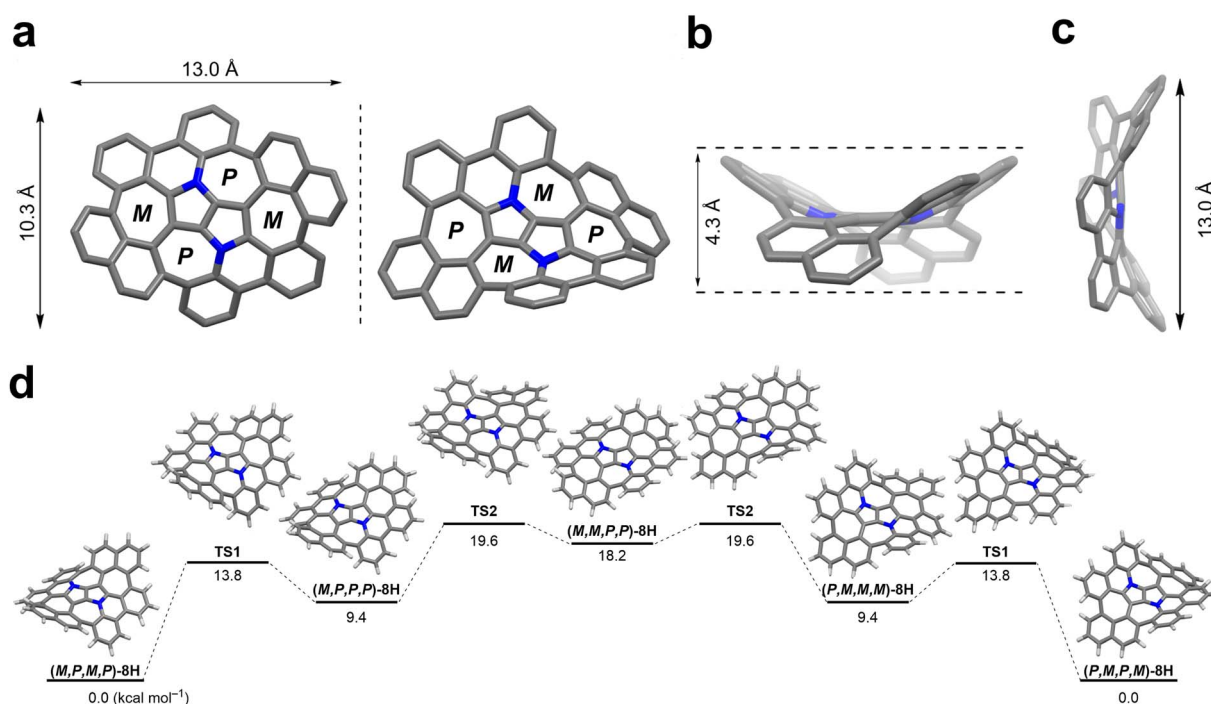 a
b
c
13.0 Å
10.3 Å
P
M
M
P
M
P
P
M
4.3 Å
13.0 Å
d
TS1
13.8
TS2
19.6
(M,M,P,P)-8H
18.2
TS2
19.6
TS1
13.8
(M,P,P,P)-8H
9.4
(P,M,M,M)-8H
9.4
(M,P,M,P)-8H
0.0 (kcal mol⁻¹)
(P,M,P,M)-8H
0.0